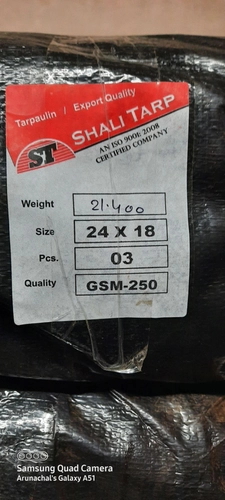 Tarpaulin / Export Quality
SHALI TARP
ST
AN ISO 9001: 2008
CERTIFIED COMPANY
Weight 21.400
Size 24 X 18
Pcs. 03
Quality GSM-250
Samsung Quad Camera
Arunachal's Galaxy A51